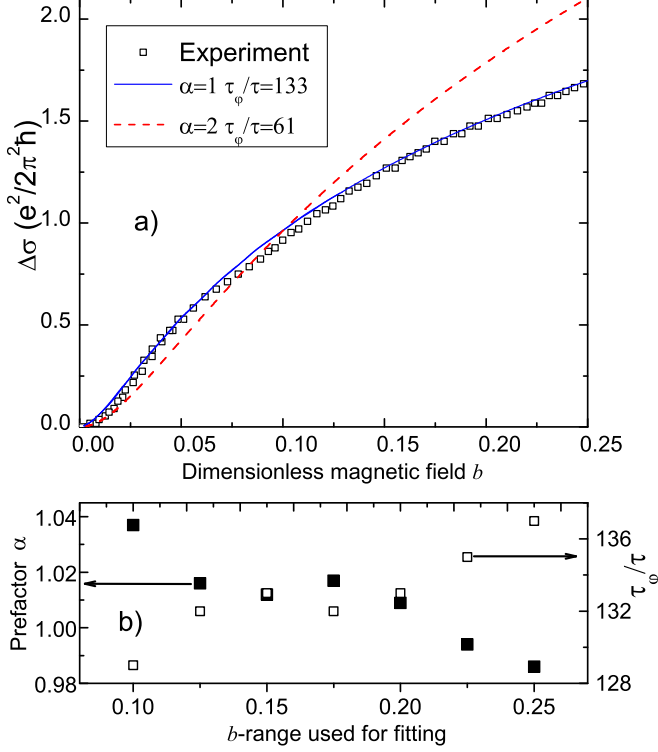 2.0
1.5
1.0
0.5
0.0
Δσ (e²/2π²ħ)
Experiment
α=1 τφ/τ=133
α=2 τφ/τ=61
a)
0.00 0.05 0.10 0.15 0.20 0.25
Dimensionless magnetic field b
1.04
1.02
1.00
0.98
Prefactor α
b)
136
132
128
τφ/τ
0.10 0.15 0.20 0.25
b-range used for fitting